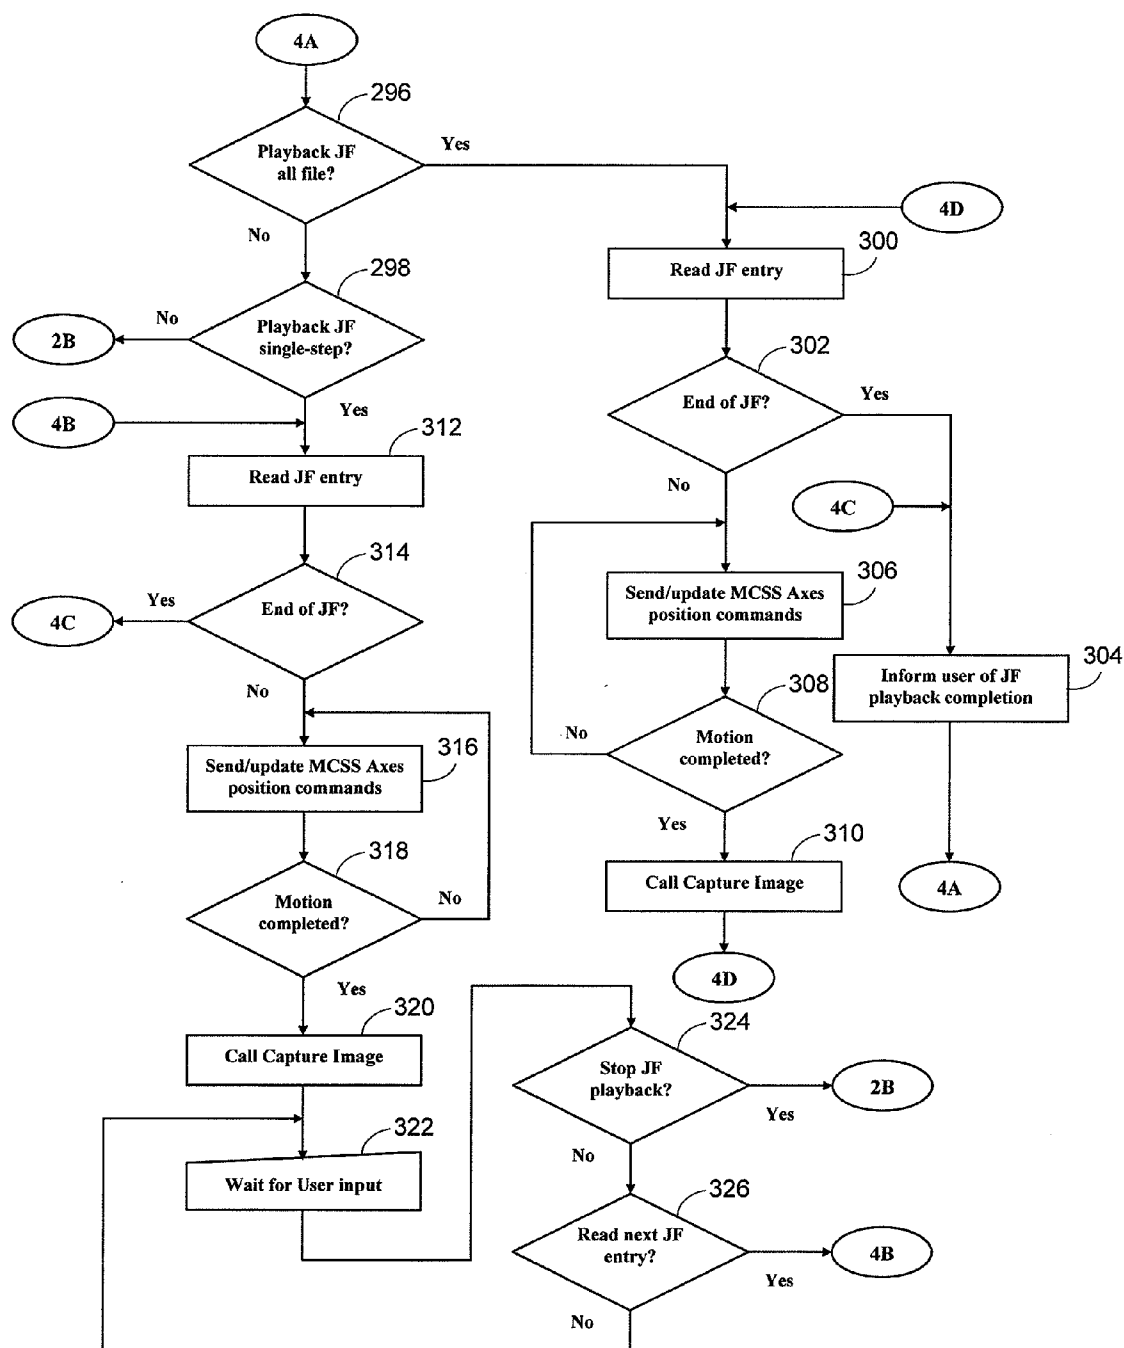 4A
296
Playback JF
all file?
Yes
No
4D
300
Read JF entry
298
Playback JF
single-step?
No
2B
Yes
4B
302
End of JF?
Yes
No
4C
312
Read JF entry
314
End of JF?
Yes
4C
No
306
Send/update MCSS Axes
position commands
304
Inform user of JF
playback completion
308
Motion
completed?
No
Yes
4A
316
Send/update MCSS Axes
position commands
318
Motion
completed?
No
Yes
310
Call Capture Image
4D
320
Call Capture Image
322
Wait for User input
324
Stop JF
playback?
Yes
2B
No
326
Read next JF
entry?
Yes
4B
No